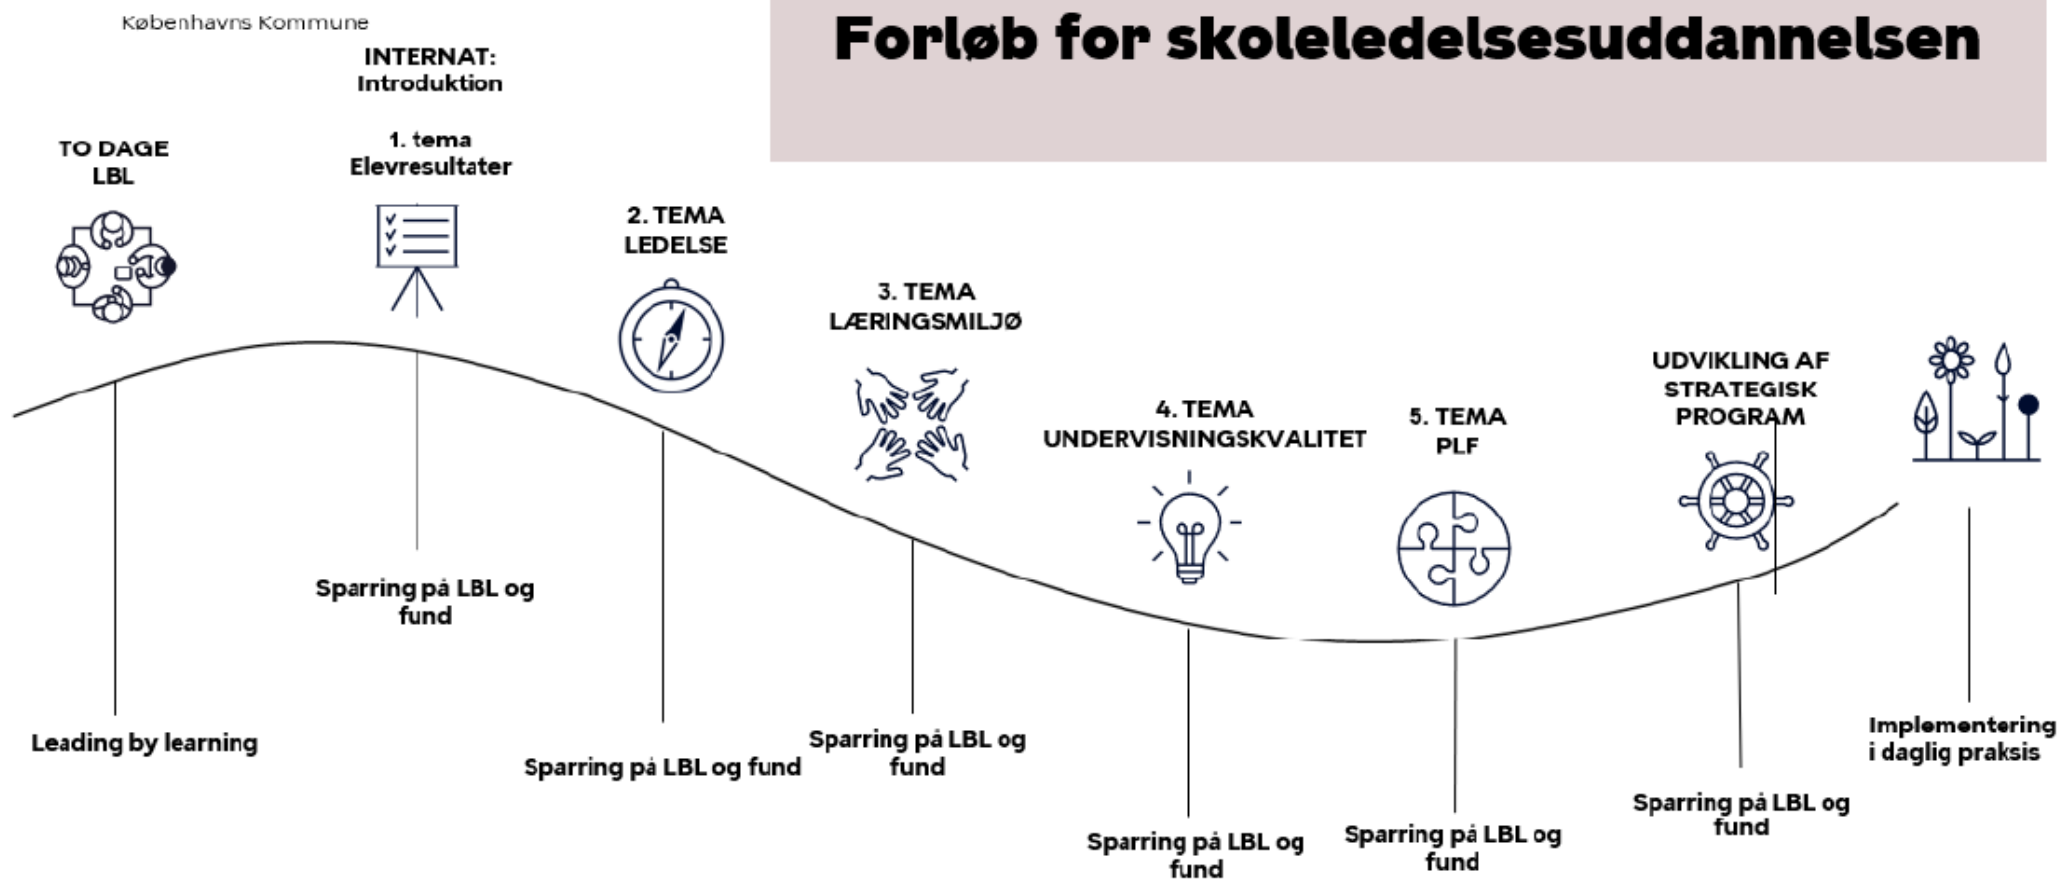 Københavns Kommune
Forløb for skoleledelsesuddannelsen
TO DAGE
LBL
INTERNAT:
Introduktion
1. tema
Elevresultater
2. TEMA
LEDELSE
3. TEMA
LÆRINGSMILJØ
4. TEMA
UNDERVISNINGSKVALITET
5. TEMA
PLF
UDVIKLING AF
STRATEGISK
PROGRAM
Leading by learning
Sparring på LBL og
fund
Sparring på LBL og fund
Sparring på LBL og
fund
Sparring på LBL og
fund
Sparring på LBL og
fund
Sparring på LBL og
fund
Implementering
i daglig praksis